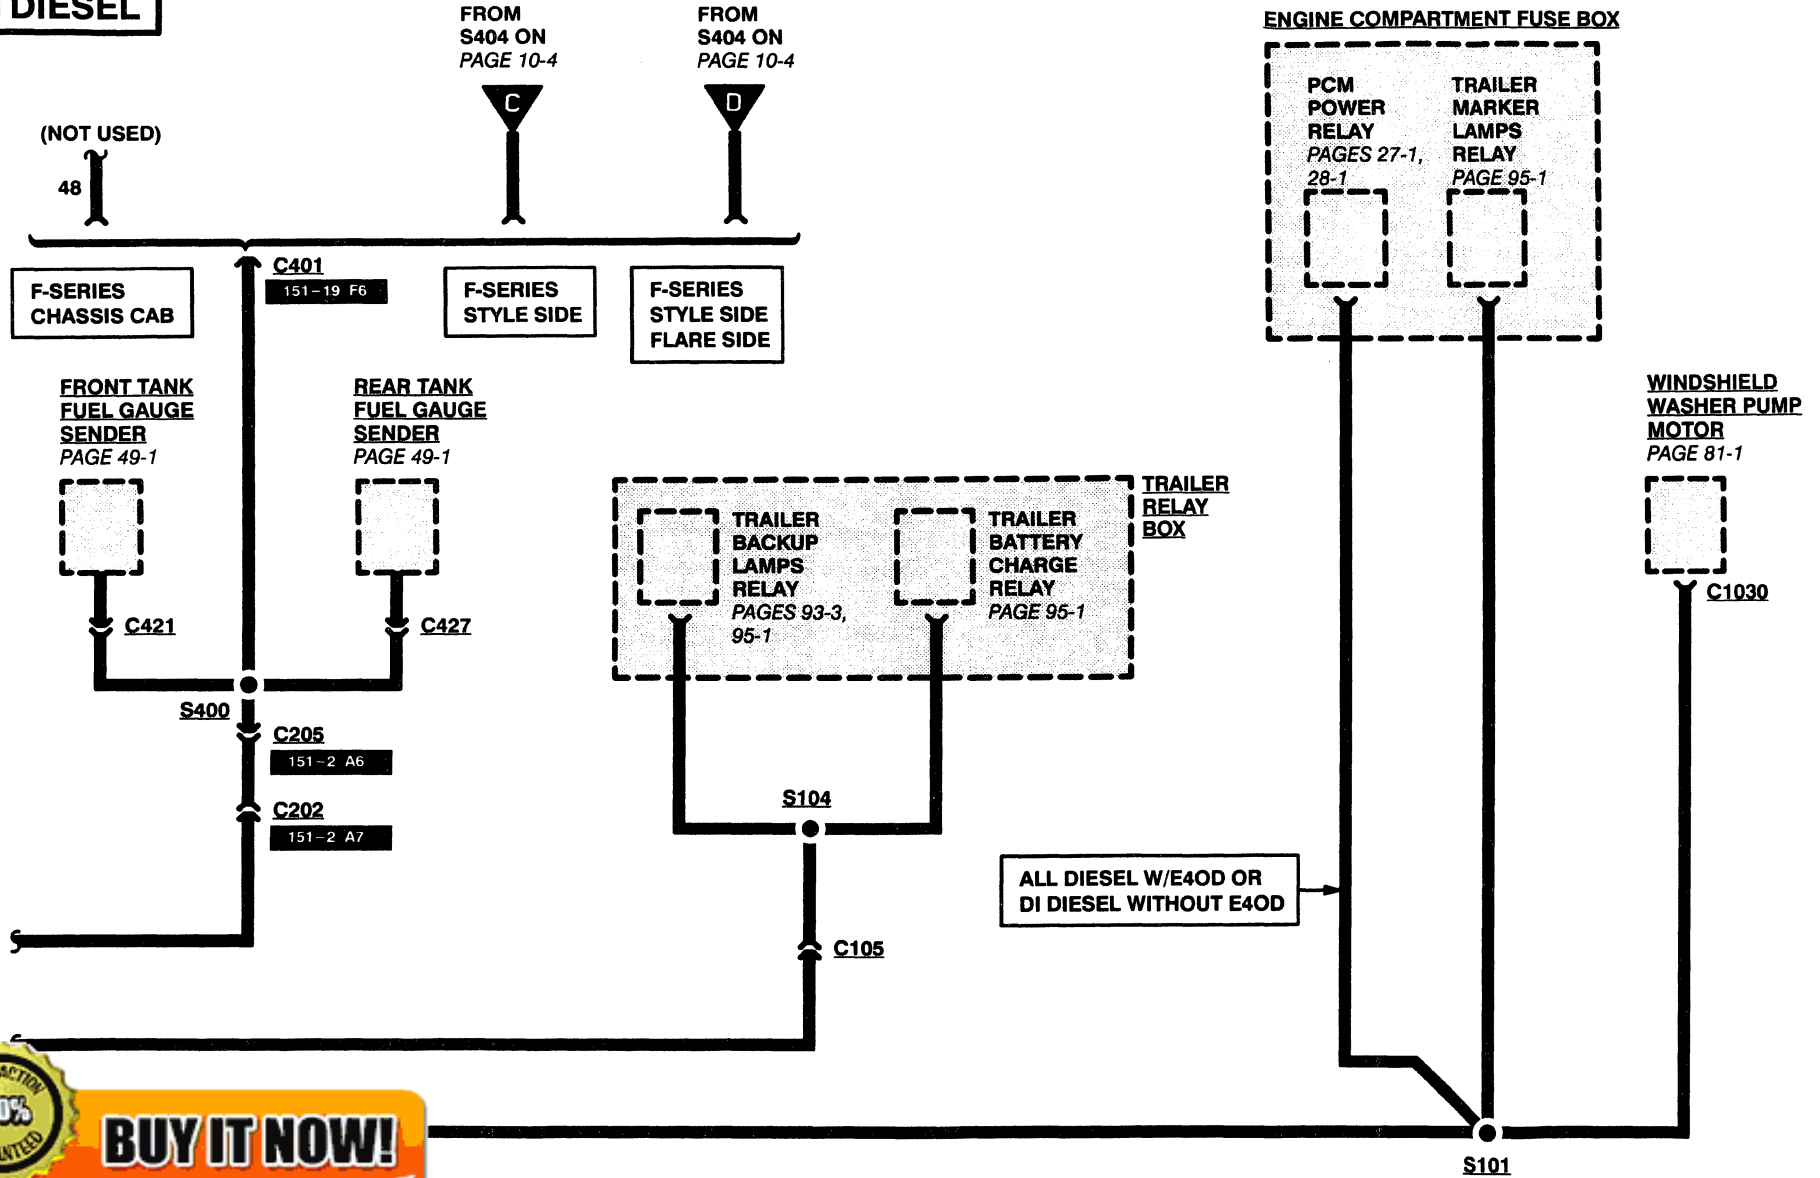 DIESEL
FROM
S404 ON
PAGE 10-4
C
FROM
S404 ON
PAGE 10-4
D
(NOT USED)
48
C401
151-19 F6
F-SERIES
CHASSIS CAB
F-SERIES
STYLE SIDE
F-SERIES
STYLE SIDE
FLARE SIDE
FRONT TANK
FUEL GAUGE
SENDER
PAGE 49-1
REAR TANK
FUEL GAUGE
SENDER
PAGE 49-1
C421
C427
S400
C205
151-2 A6
C202
151-2 A7
TRAILER
RELAY
BOX
TRAILER
BACKUP
LAMPS
RELAY
PAGES 93-3,
95-1
TRAILER
BATTERY
CHARGE
RELAY
PAGE 95-1
S104
C105
ENGINE COMPARTMENT FUSE BOX
PCM
POWER
RELAY
PAGES 27-1,
28-1
TRAILER
MARKER
LAMPS
RELAY
PAGE 95-1
WINDSHIELD
WASHER PUMP
MOTOR
PAGE 81-1
C1030
ALL DIESEL W/E4OD OR
DI DIESEL WITHOUT E4OD
S101
BUY IT NOW!